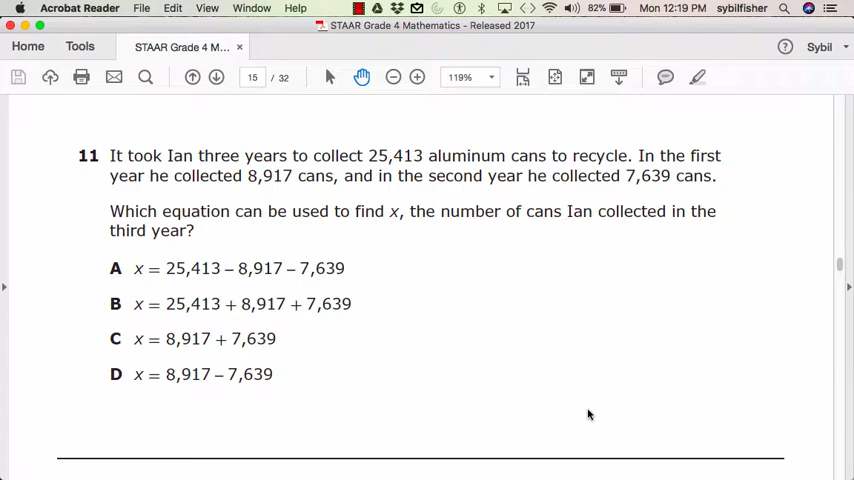 Acrobat Reader File Edit View Window Help 82% Mon 12:19 PM sybilfisher
STAAR Grade 4 Mathematics - Released 2017
Home Tools STAAR Grade 4 M... × ? Sybil
15 / 32 119%
11 It took Ian three years to collect 25,413 aluminum cans to recycle. In the first
year he collected 8,917 cans, and in the second year he collected 7,639 cans.
Which equation can be used to find x, the number of cans Ian collected in the
third year?
A x = 25,413 – 8,917 – 7,639
B x = 25,413 + 8,917 + 7,639
C x = 8,917 + 7,639
D x = 8,917 – 7,639